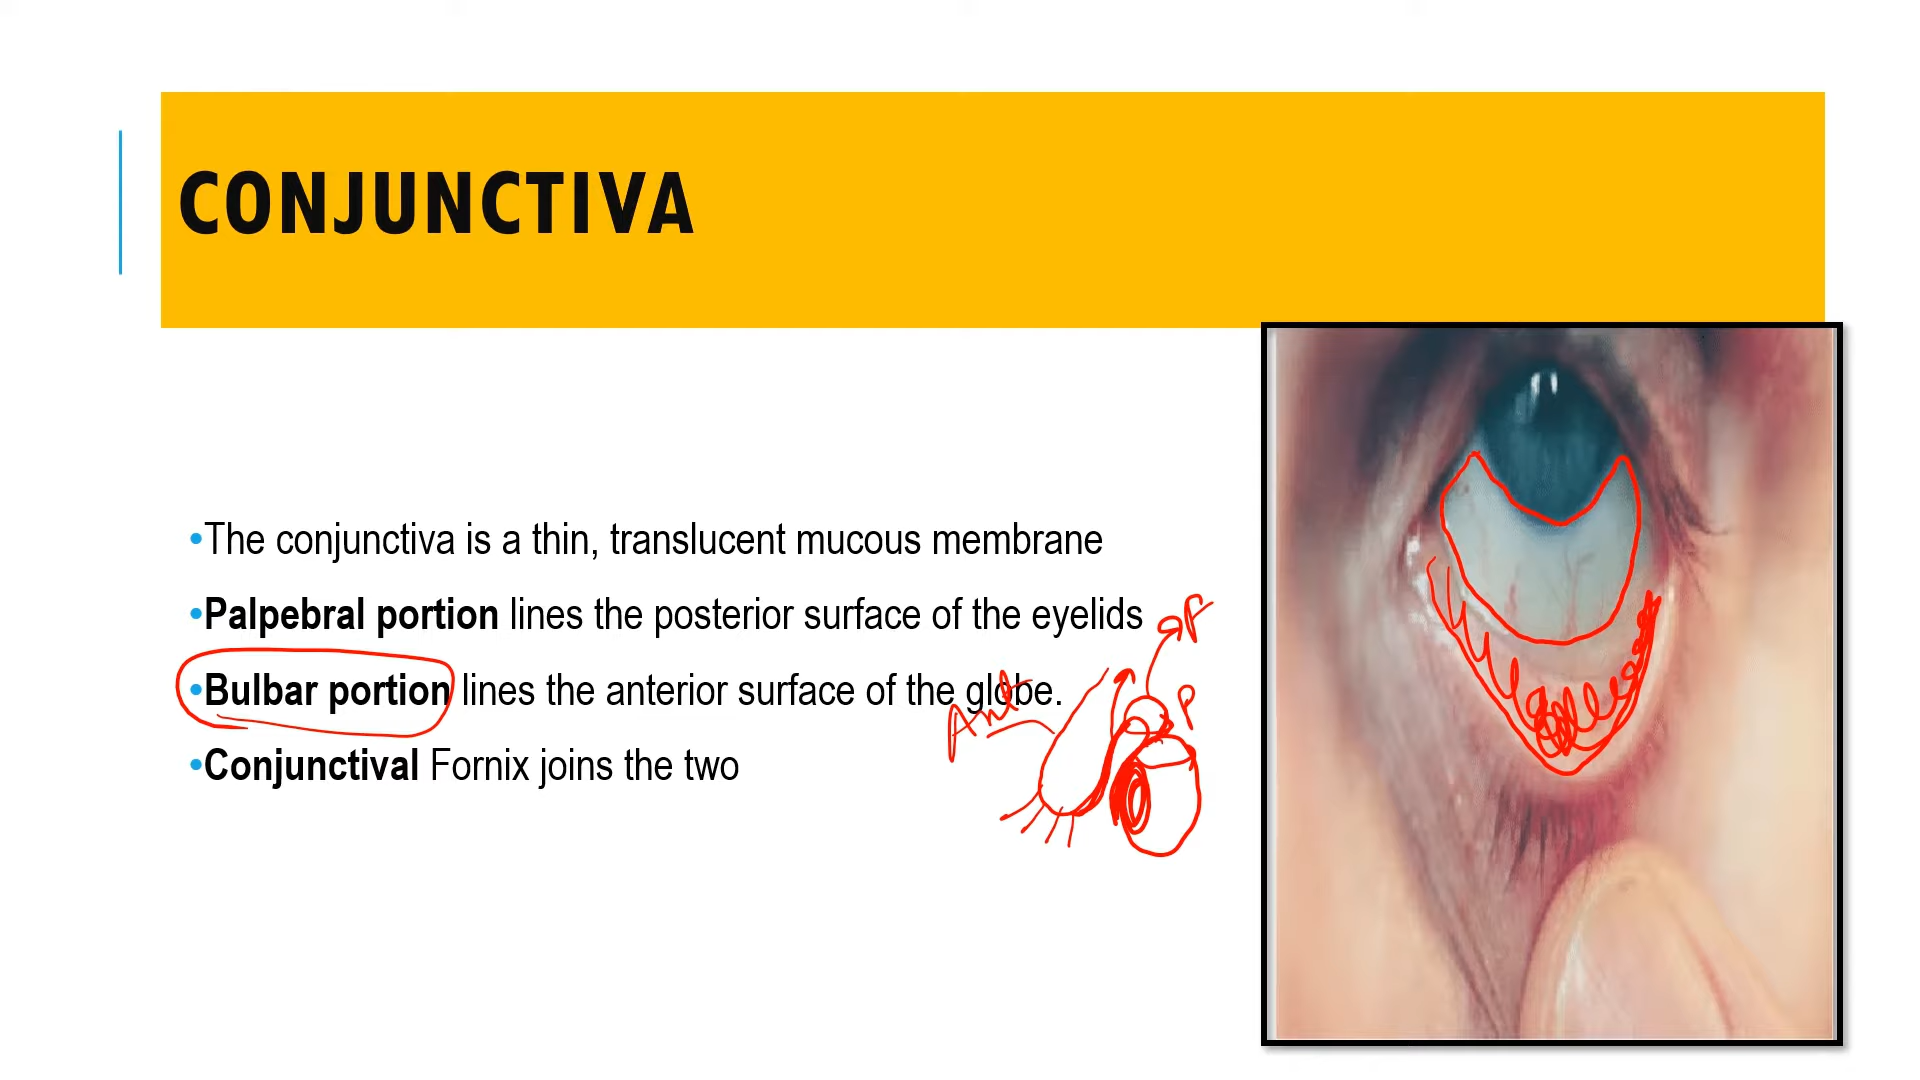 CONJUNCTIVA
•The conjunctiva is a thin, translucent mucous membrane
•Palpebral portion lines the posterior surface of the eyelids
•Bulbar portion lines the anterior surface of the globe.
•Conjunctival Fornix joins the two
F
Ant
P